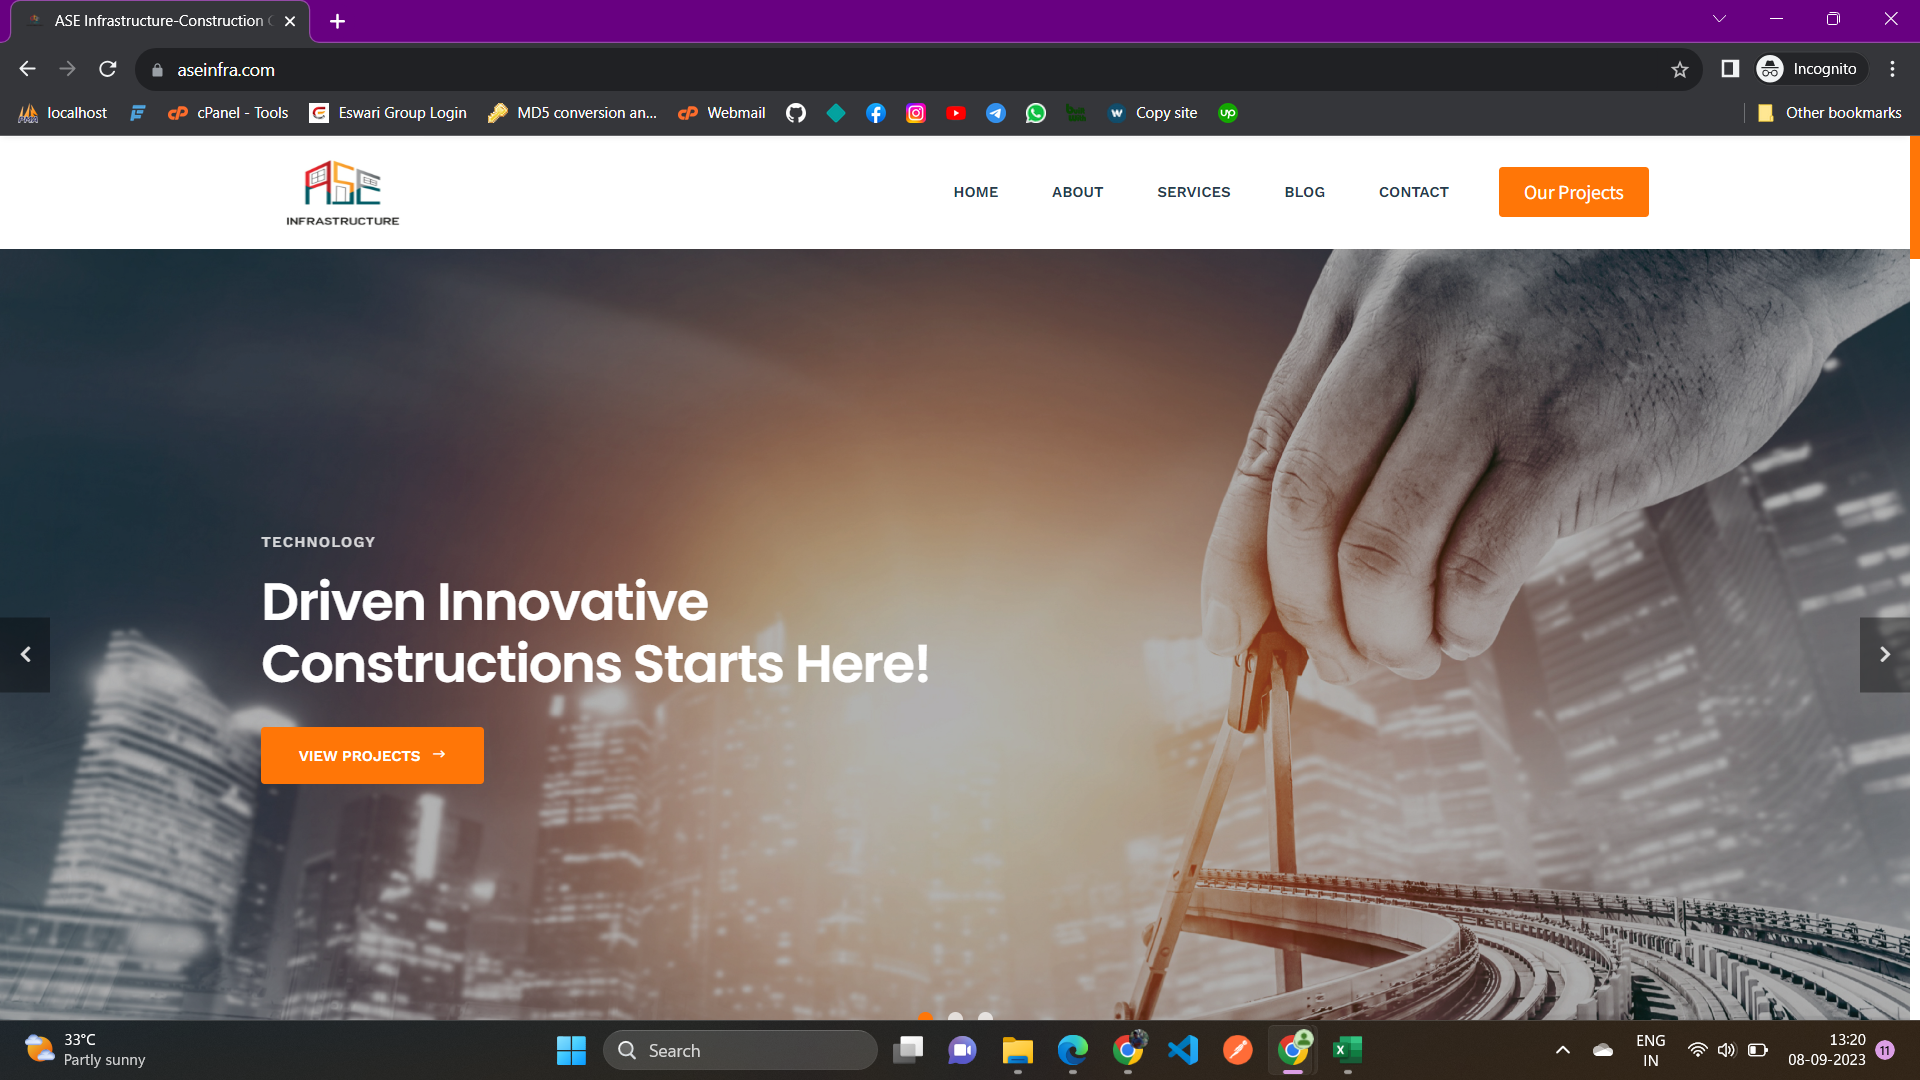 ASE Infrastructure-Construction
aseinfra.com
Incognito
localhost
cPanel - Tools
Eswari Group Login
MD5 conversion an...
Webmail
Copy site
Other bookmarks
ASE
INFRASTRUCTURE
HOME
ABOUT
SERVICES
BLOG
CONTACT
Our Projects
TECHNOLOGY
Driven Innovative
Constructions Starts Here!
VIEW PROJECTS →
33°C
Partly sunny
Search
ENG
IN
13:20
08-09-2023
11